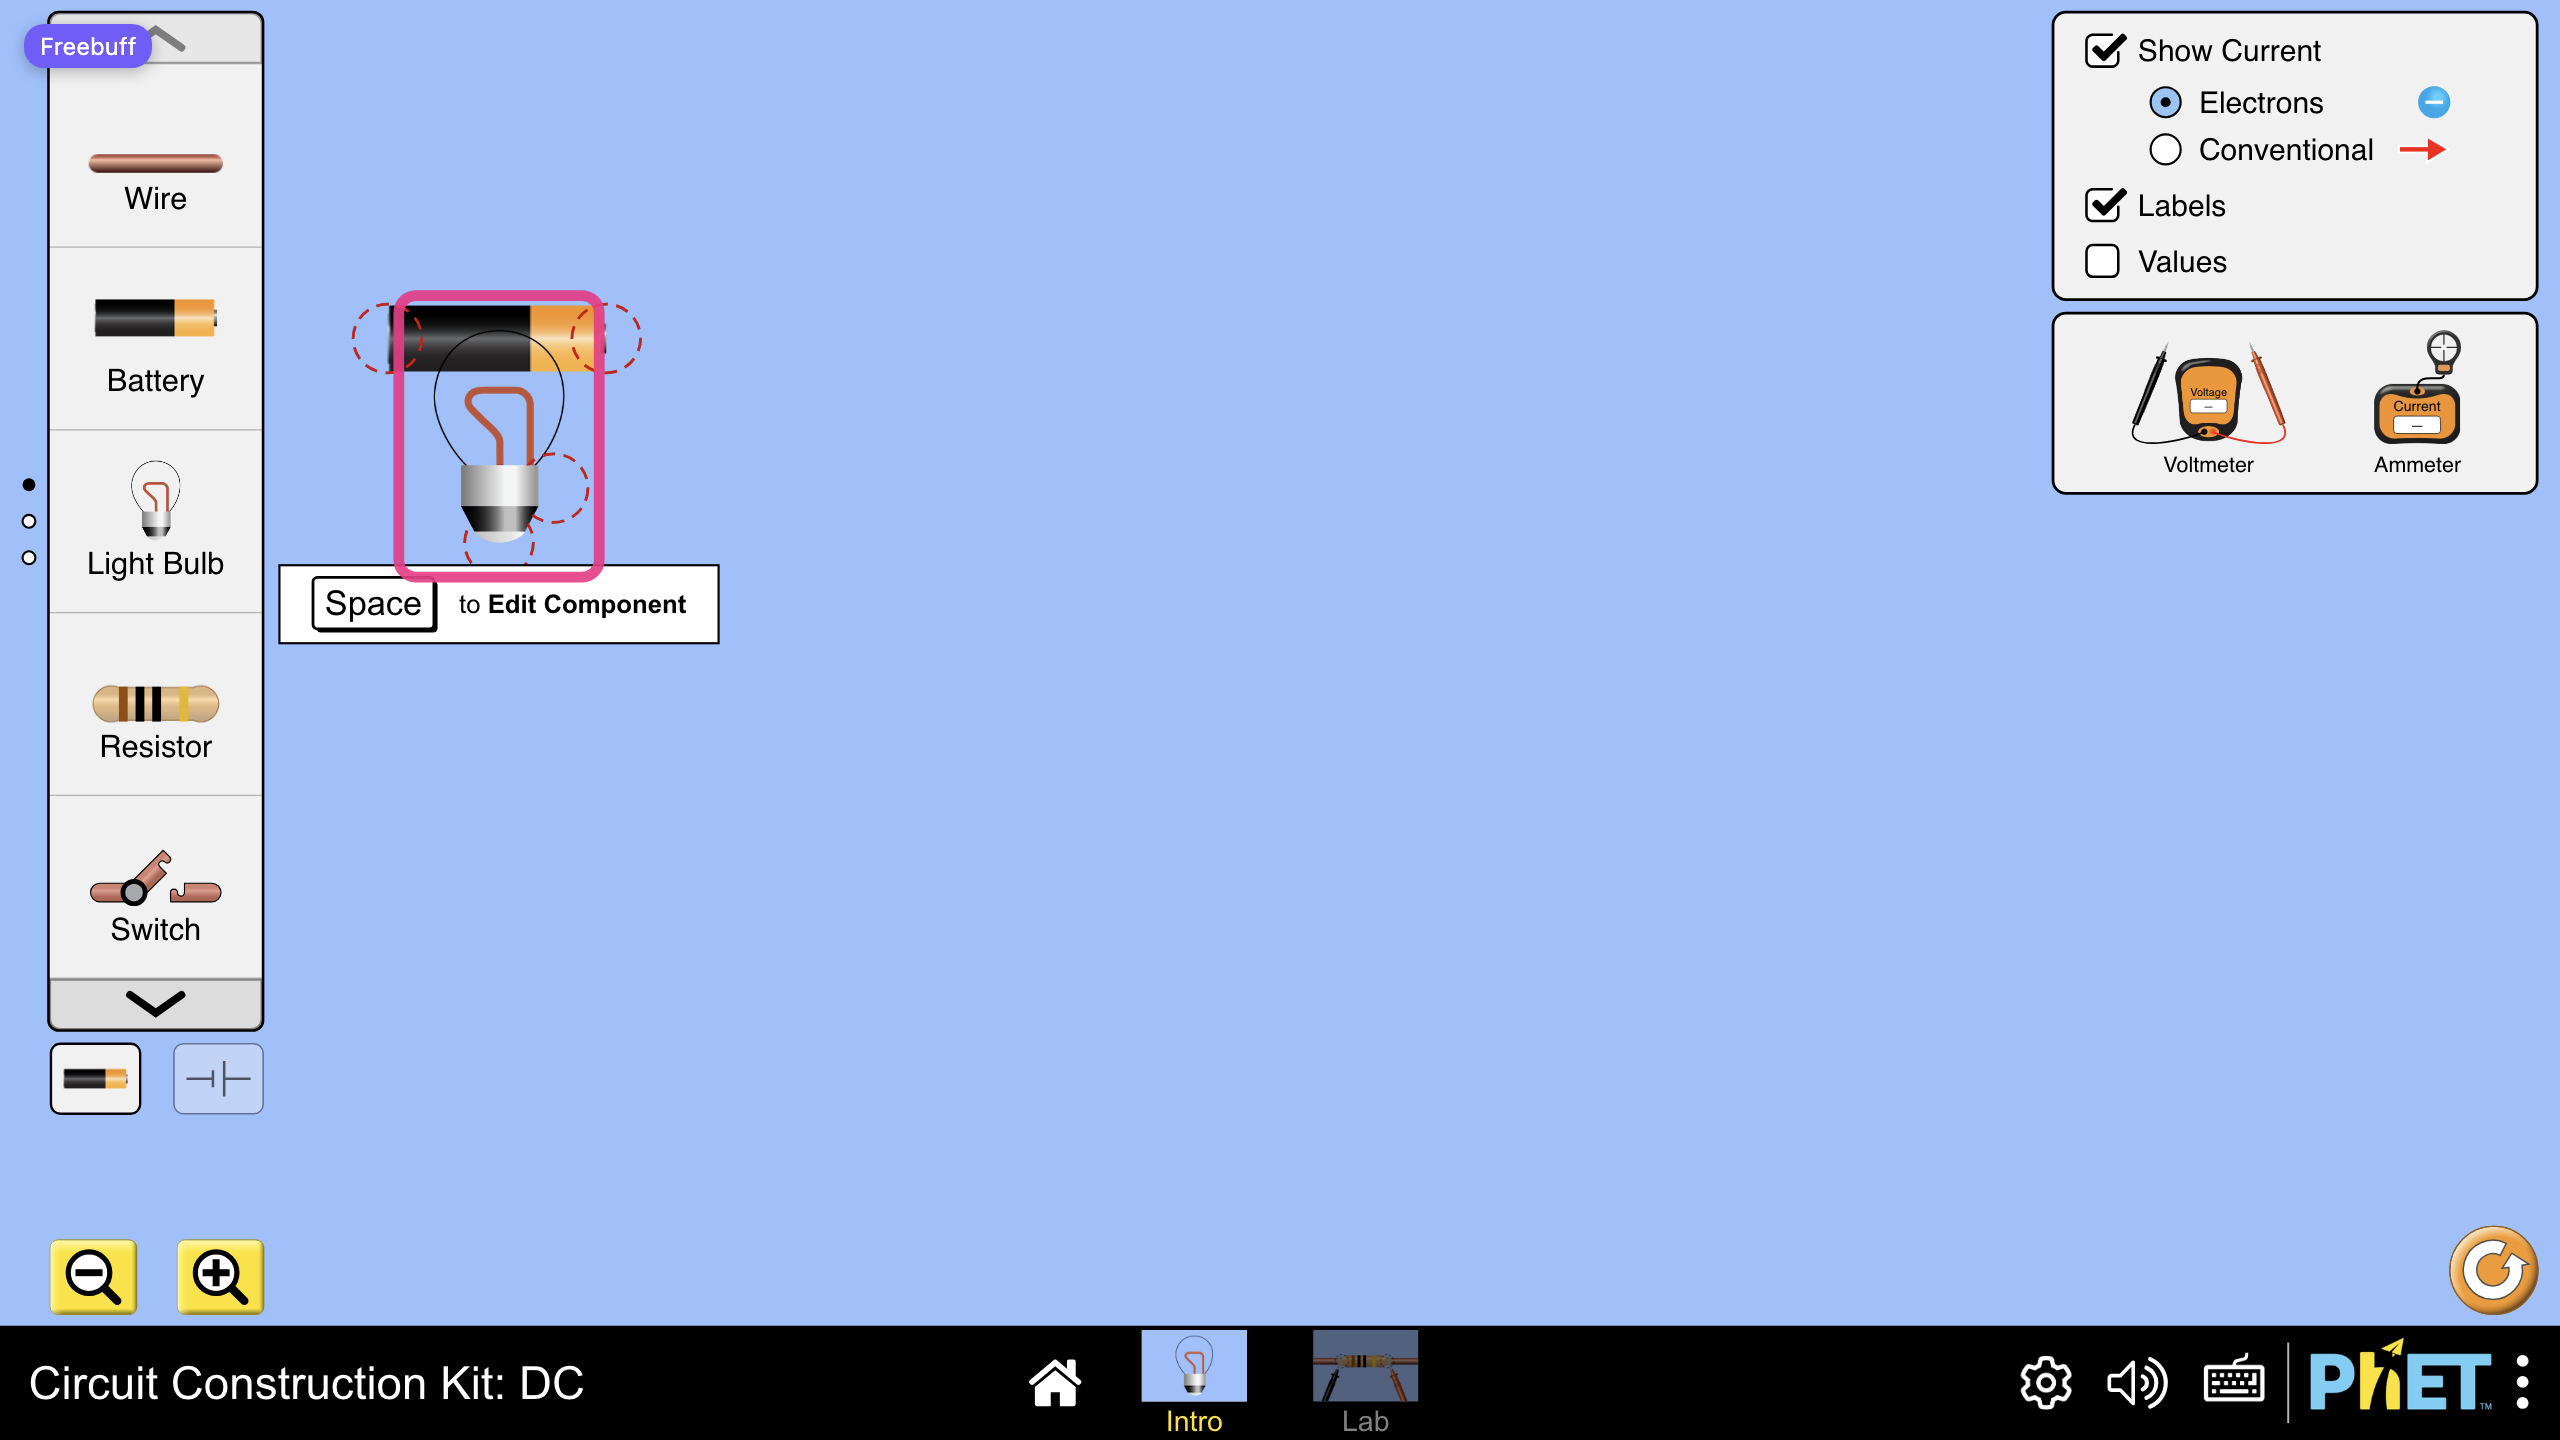 Freebuff
Wire
Battery
Light Bulb
Resistor
Switch
Space to Edit Component
Show Current
Electrons
Conventional
Labels
Values
Voltage
Voltmeter
Current
Ammeter
Circuit Construction Kit: DC
Intro
Lab
PhET™